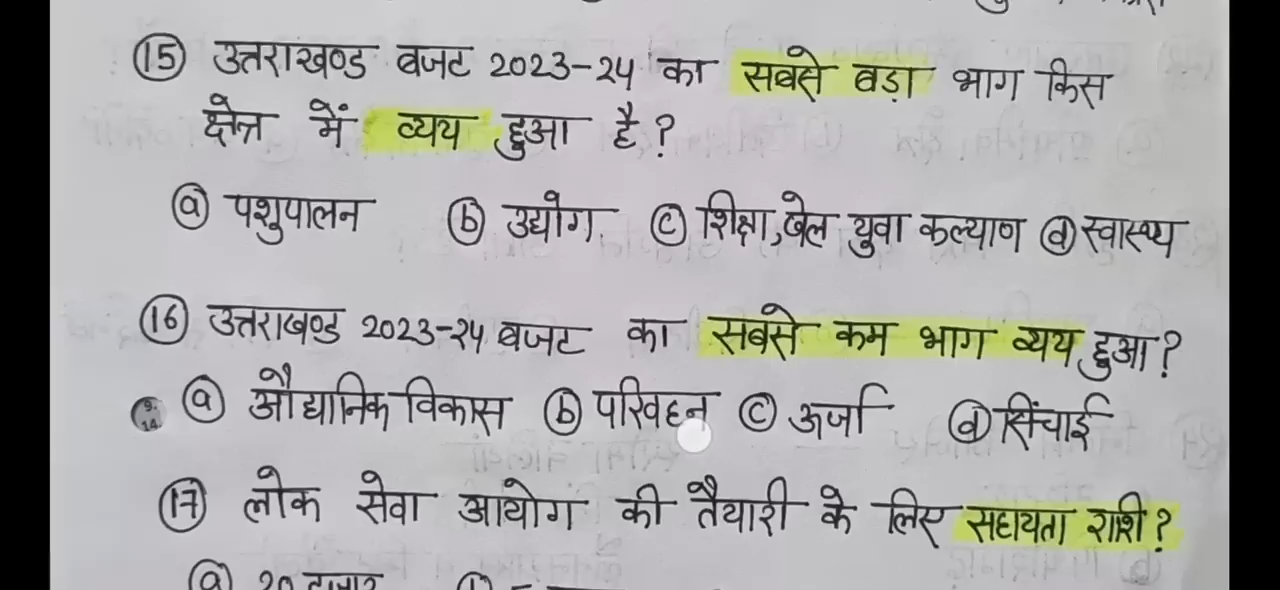 (15) उत्तराखण्ड बजट 2023-24 का सबसे बड़ा भाग किस
क्षेत्र में व्यय हुआ है?
(a) पशुपालन (b) उद्योग (c) शिक्षा, खेल युवा कल्याण (d) स्वास्थ्य
(16) उत्तराखण्ड 2023-24 बजट का सबसे कम भाग व्यय हुआ?
(a) औद्यानिक विकास (b) परिवहन (c) ऊर्जा (d) सिंचाई
(17) लोक सेवा आयोग की तैयारी के लिए सहायता राशी?
(a)